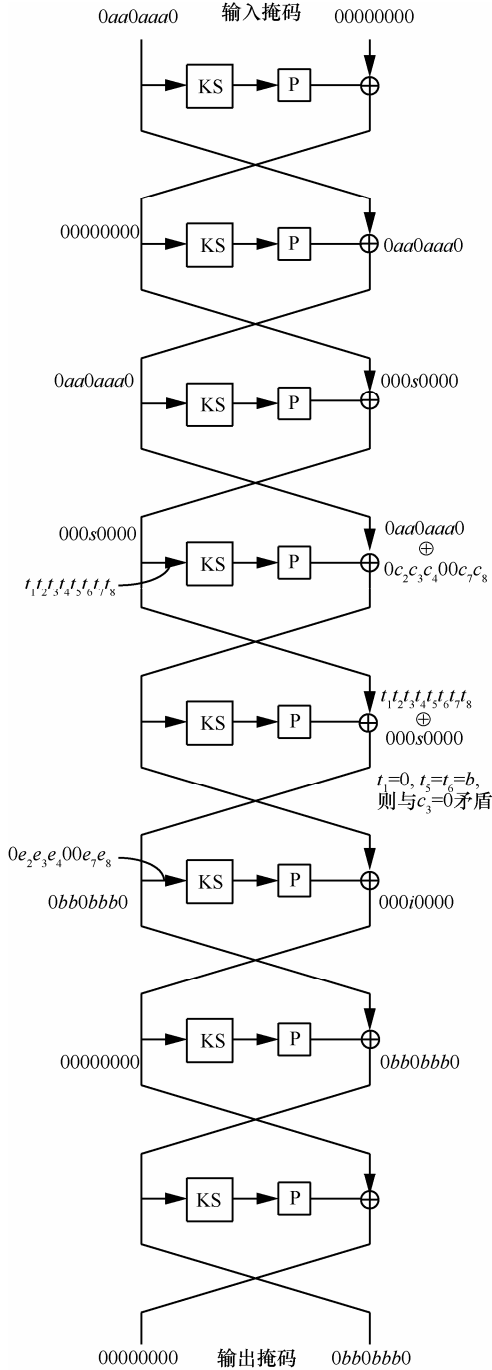 0aa0aaa0 输入掩码 00000000
KS P
00000000 KS P 0aa0aaa0
0aa0aaa0 KS P 000s0000
000s0000 KS P 0aa0aaa0
⊕
t₁t₂t₃t₄t₅t₆t₇t₈ 0c₂c₃c₄00c₇c₈
KS P t₁t₂t₃t₄t₅t₆t₇t₈
⊕
000s0000
t₁=0, t₅=t₆=b,
则与c₃=0矛盾
0e₂e₃e₄00e₇e₈
0bb0bbb0 KS P 000i0000
KS P
00000000 0bb0bbb0
KS P
00000000 输出掩码 0bb0bbb0